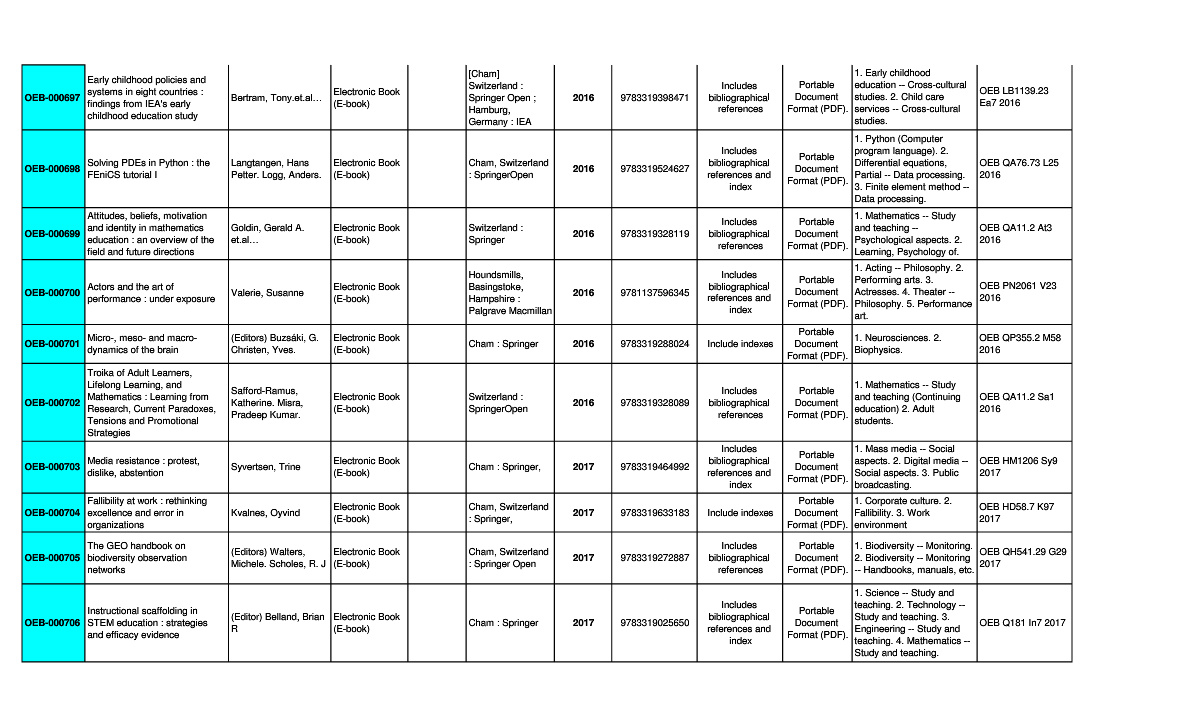 OEB-000697
Early childhood policies and
systems in eight countries :
findings from IEA's early
childhood education study
Bertram, Tony.et.al…
Electronic Book
(E-book)
[Cham]
Switzerland :
Springer Open ;
Hamburg,
Germany : IEA
2016
9783319398471
Includes
bibliographical
references
Portable
Document
Format (PDF).
1. Early childhood
education -- Cross-cultural
studies. 2. Child care
services -- Cross-cultural
studies.
OEB LB1139.23
Ea7 2016
OEB-000698
Solving PDEs in Python : the
FEniCS tutorial I
Langtangen, Hans
Petter. Logg, Anders.
Electronic Book
(E-book)
Cham, Switzerland
: SpringerOpen
2016
9783319524627
Includes
bibliographical
references and
index
Portable
Document
Format (PDF).
1. Python (Computer
program language). 2.
Differential equations,
Partial -- Data processing.
3. Finite element method --
Data processing.
OEB QA76.73 L25
2016
OEB-000699
Attitudes, beliefs, motivation
and identity in mathematics
education : an overview of the
field and future directions
Goldin, Gerald A.
et.al…
Electronic Book
(E-book)
Switzerland :
Springer
2016
9783319328119
Includes
bibliographical
references
Portable
Document
Format (PDF).
1. Mathematics -- Study
and teaching --
Psychological aspects. 2.
Learning, Psychology of.
OEB QA11.2 At3
2016
OEB-000700
Actors and the art of
performance : under exposure
Valerie, Susanne
Electronic Book
(E-book)
Houndsmills,
Basingstoke,
Hampshire :
Palgrave Macmillan
2016
9781137596345
Includes
bibliographical
references and
index
Portable
Document
Format (PDF).
1. Acting -- Philosophy. 2.
Performing arts. 3.
Actresses. 4. Theater --
Philosophy. 5. Performance
art.
OEB PN2061 V23
2016
OEB-000701
Micro-, meso- and macro-
dynamics of the brain
(Editors) Buzsáki, G.
Christen, Yves.
Electronic Book
(E-book)
Cham : Springer
2016
9783319288024
Include indexes
Portable
Document
Format (PDF).
1. Neurosciences. 2.
Biophysics.
OEB QP355.2 M58
2016
OEB-000702
Troika of Adult Learners,
Lifelong Learning, and
Mathematics : Learning from
Research, Current Paradoxes,
Tensions and Promotional
Strategies
Safford-Ramus,
Katherine. Misra,
Pradeep Kumar.
Electronic Book
(E-book)
Switzerland :
SpringerOpen
2016
9783319328089
Includes
bibliographical
references
Portable
Document
Format (PDF).
1. Mathematics -- Study
and teaching (Continuing
education) 2. Adult
students.
OEB QA11.2 Sa1
2016
OEB-000703
Media resistance : protest,
dislike, abstention
Syvertsen, Trine
Electronic Book
(E-book)
Cham : Springer,
2017
9783319464992
Includes
bibliographical
references and
index
Portable
Document
Format (PDF).
1. Mass media -- Social
aspects. 2. Digital media --
Social aspects. 3. Public
broadcasting.
OEB HM1206 Sy9
2017
OEB-000704
Fallibility at work : rethinking
excellence and error in
organizations
Kvalnes, Oyvind
Electronic Book
(E-book)
Cham, Switzerland
: Springer,
2017
9783319633183
Include indexes
Portable
Document
Format (PDF).
1. Corporate culture. 2.
Fallibility. 3. Work
environment
OEB HD58.7 K97
2017
OEB-000705
The GEO handbook on
biodiversity observation
networks
(Editors) Walters,
Michele. Scholes, R. J
Electronic Book
(E-book)
Cham, Switzerland
: Springer Open
2017
9783319272887
Includes
bibliographical
references
Portable
Document
Format (PDF).
1. Biodiversity -- Monitoring.
2. Biodiversity -- Monitoring
-- Handbooks, manuals, etc.
OEB QH541.29 G29
2017
OEB-000706
Instructional scaffolding in
STEM education : strategies
and efficacy evidence
(Editor) Belland, Brian
R
Electronic Book
(E-book)
Cham : Springer
2017
9783319025650
Includes
bibliographical
references and
index
Portable
Document
Format (PDF).
1. Science -- Study and
teaching. 2. Technology --
Study and teaching. 3.
Engineering -- Study and
teaching. 4. Mathematics --
Study and teaching.
OEB Q181 In7 2017